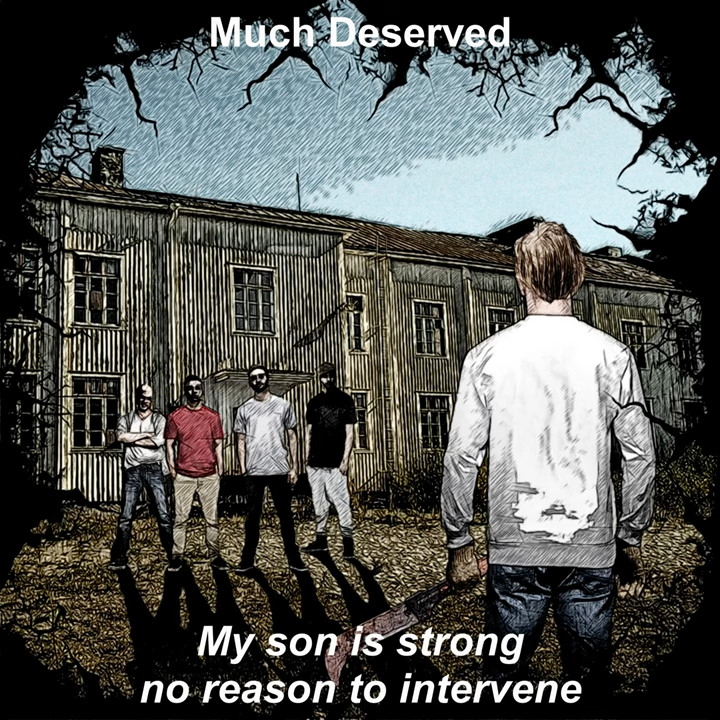 Much Deserved
My son is strong
no reason to intervene